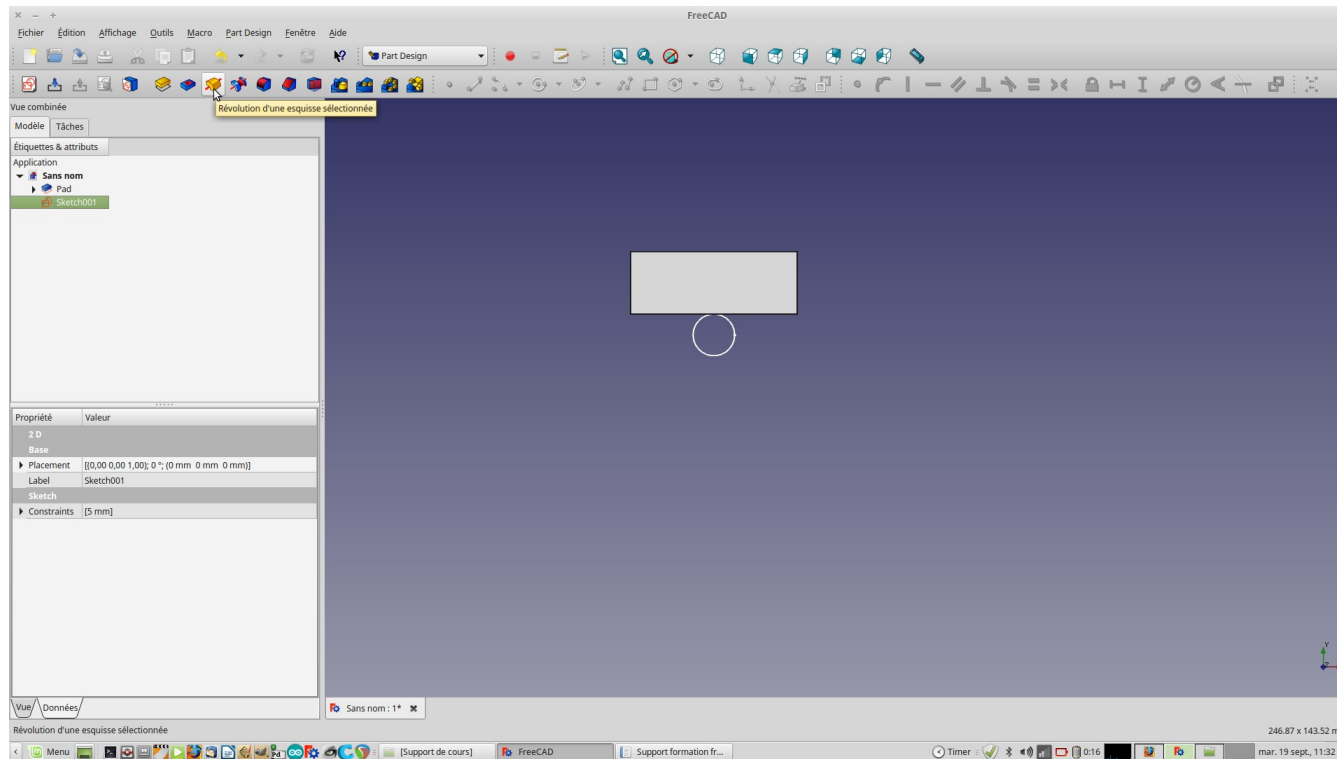 FreeCAD
Fichier Édition Affichage Outils Macro Part Design Fenêtre Aide
Part Design
Révolution d'une esquisse sélectionnée
Vue combinée
Modèle Tâches
Étiquettes & attributs
Application
Sans nom
Pad
Sketch001
Propriété Valeur
2 D
Base
Placement [(0,00 0,00 1,00); 0 °; (0 mm 0 mm 0 mm)]
Label Sketch001
Sketch
Constraints [5 mm]
Y
Vue Données
Sans nom : 1*
Révolution d'une esquisse sélectionnée
246.87 x 143.52 m
Menu [Support de cours] FreeCAD Support formation fr... Timer 0:16 mar. 19 sept., 11:32